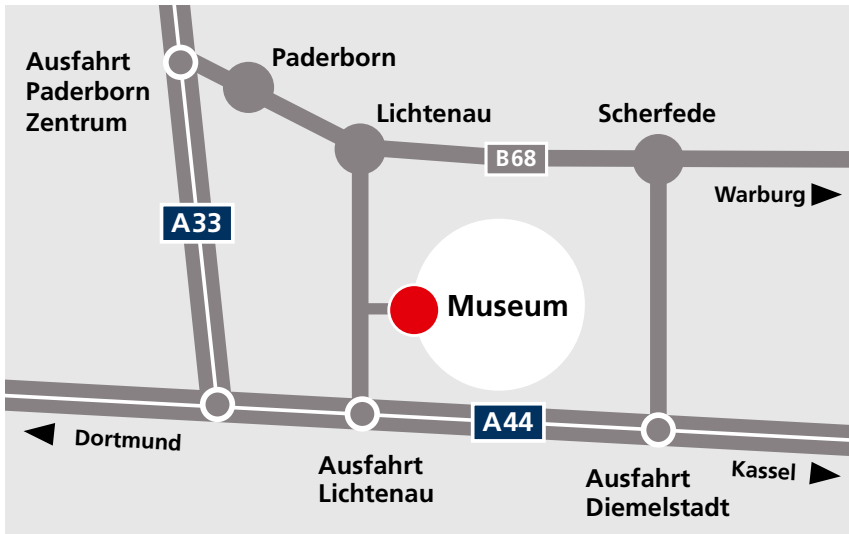 Ausfahrt
Paderborn
Zentrum
Paderborn
Lichtenau
Scherfede
B68
Warburg
A33
Museum
A44
Dortmund
Ausfahrt
Lichtenau
Ausfahrt
Diemelstadt
Kassel